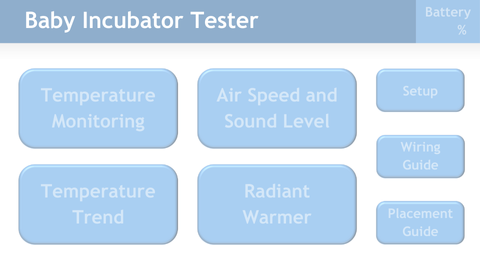 Baby Incubator Tester
Battery
%
Temperature
Monitoring
Air Speed and
Sound Level
Setup
Wiring
Guide
Temperature
Trend
Radiant
Warmer
Placement
Guide